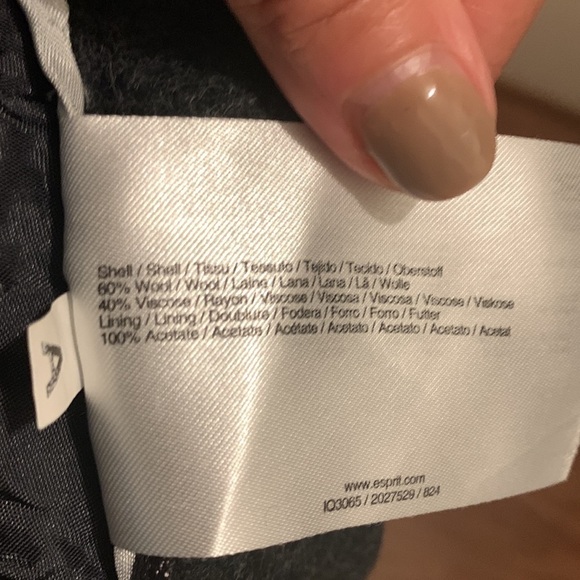 Shell / Shell / Tissu / Tessuto / Tejido / Tecido / Oberstoff
60% Wool / Wool / Laine / Lana / Lana / Lã / Wolle
40% Viscose / Rayon / Viscose / Viscosa / Viscosa / Viscose / Viskose
Lining / Lining / Doublure / Fodera / Forro / Forro / Futter
100% Acetate / Acetate / Acétate / Acetato / Acetato / Acetato / Acetat
www.esprit.com
IQ3065 / 2027529 / 824
A